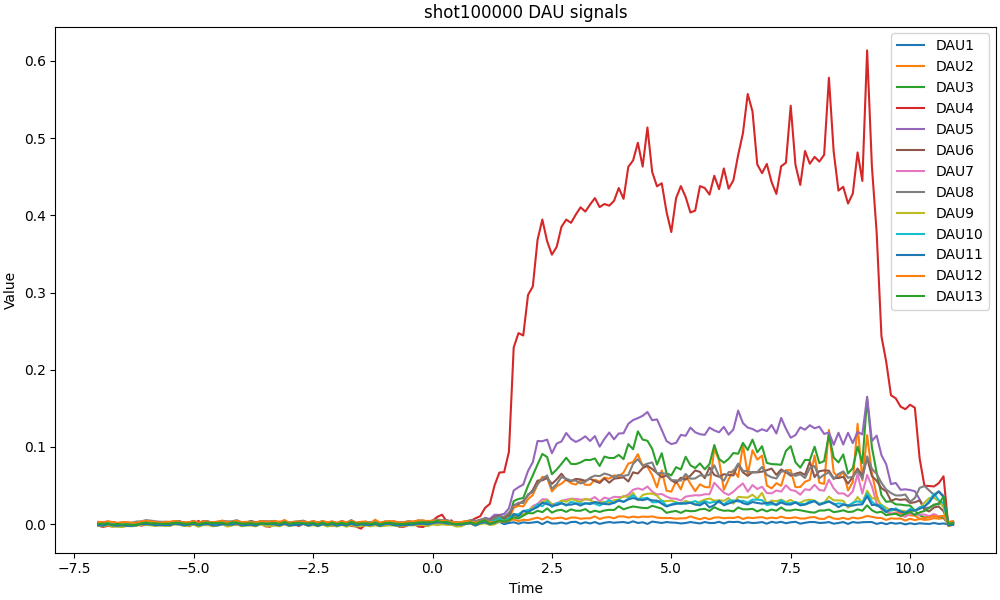 shot100000 DAU signals
Value
0.6
0.5
0.4
0.3
0.2
0.1
0.0
−7.5
−5.0
−2.5
0.0
2.5
5.0
7.5
10.0
Time
DAU1
DAU2
DAU3
DAU4
DAU5
DAU6
DAU7
DAU8
DAU9
DAU10
DAU11
DAU12
DAU13